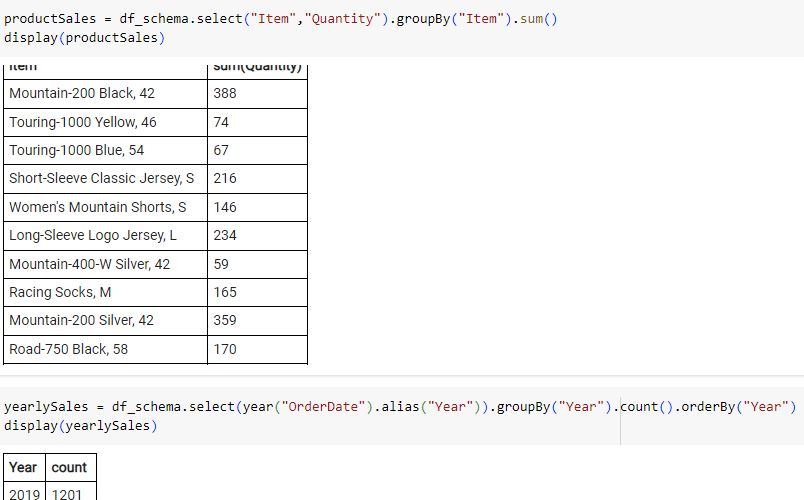 productSales = df_schema.select("Item","Quantity").groupBy("Item").sum()
display(productSales)
Item sum(Quantity)
Mountain-200 Black, 42 388
Touring-1000 Yellow, 46 74
Touring-1000 Blue, 54 67
Short-Sleeve Classic Jersey, S 216
Women's Mountain Shorts, S 146
Long-Sleeve Logo Jersey, L 234
Mountain-400-W Silver, 42 59
Racing Socks, M 165
Mountain-200 Silver, 42 359
Road-750 Black, 58 170
yearlySales = df_schema.select(year("OrderDate").alias("Year")).groupBy("Year").count().orderBy("Year")
display(yearlySales)
Year count
2019 1201